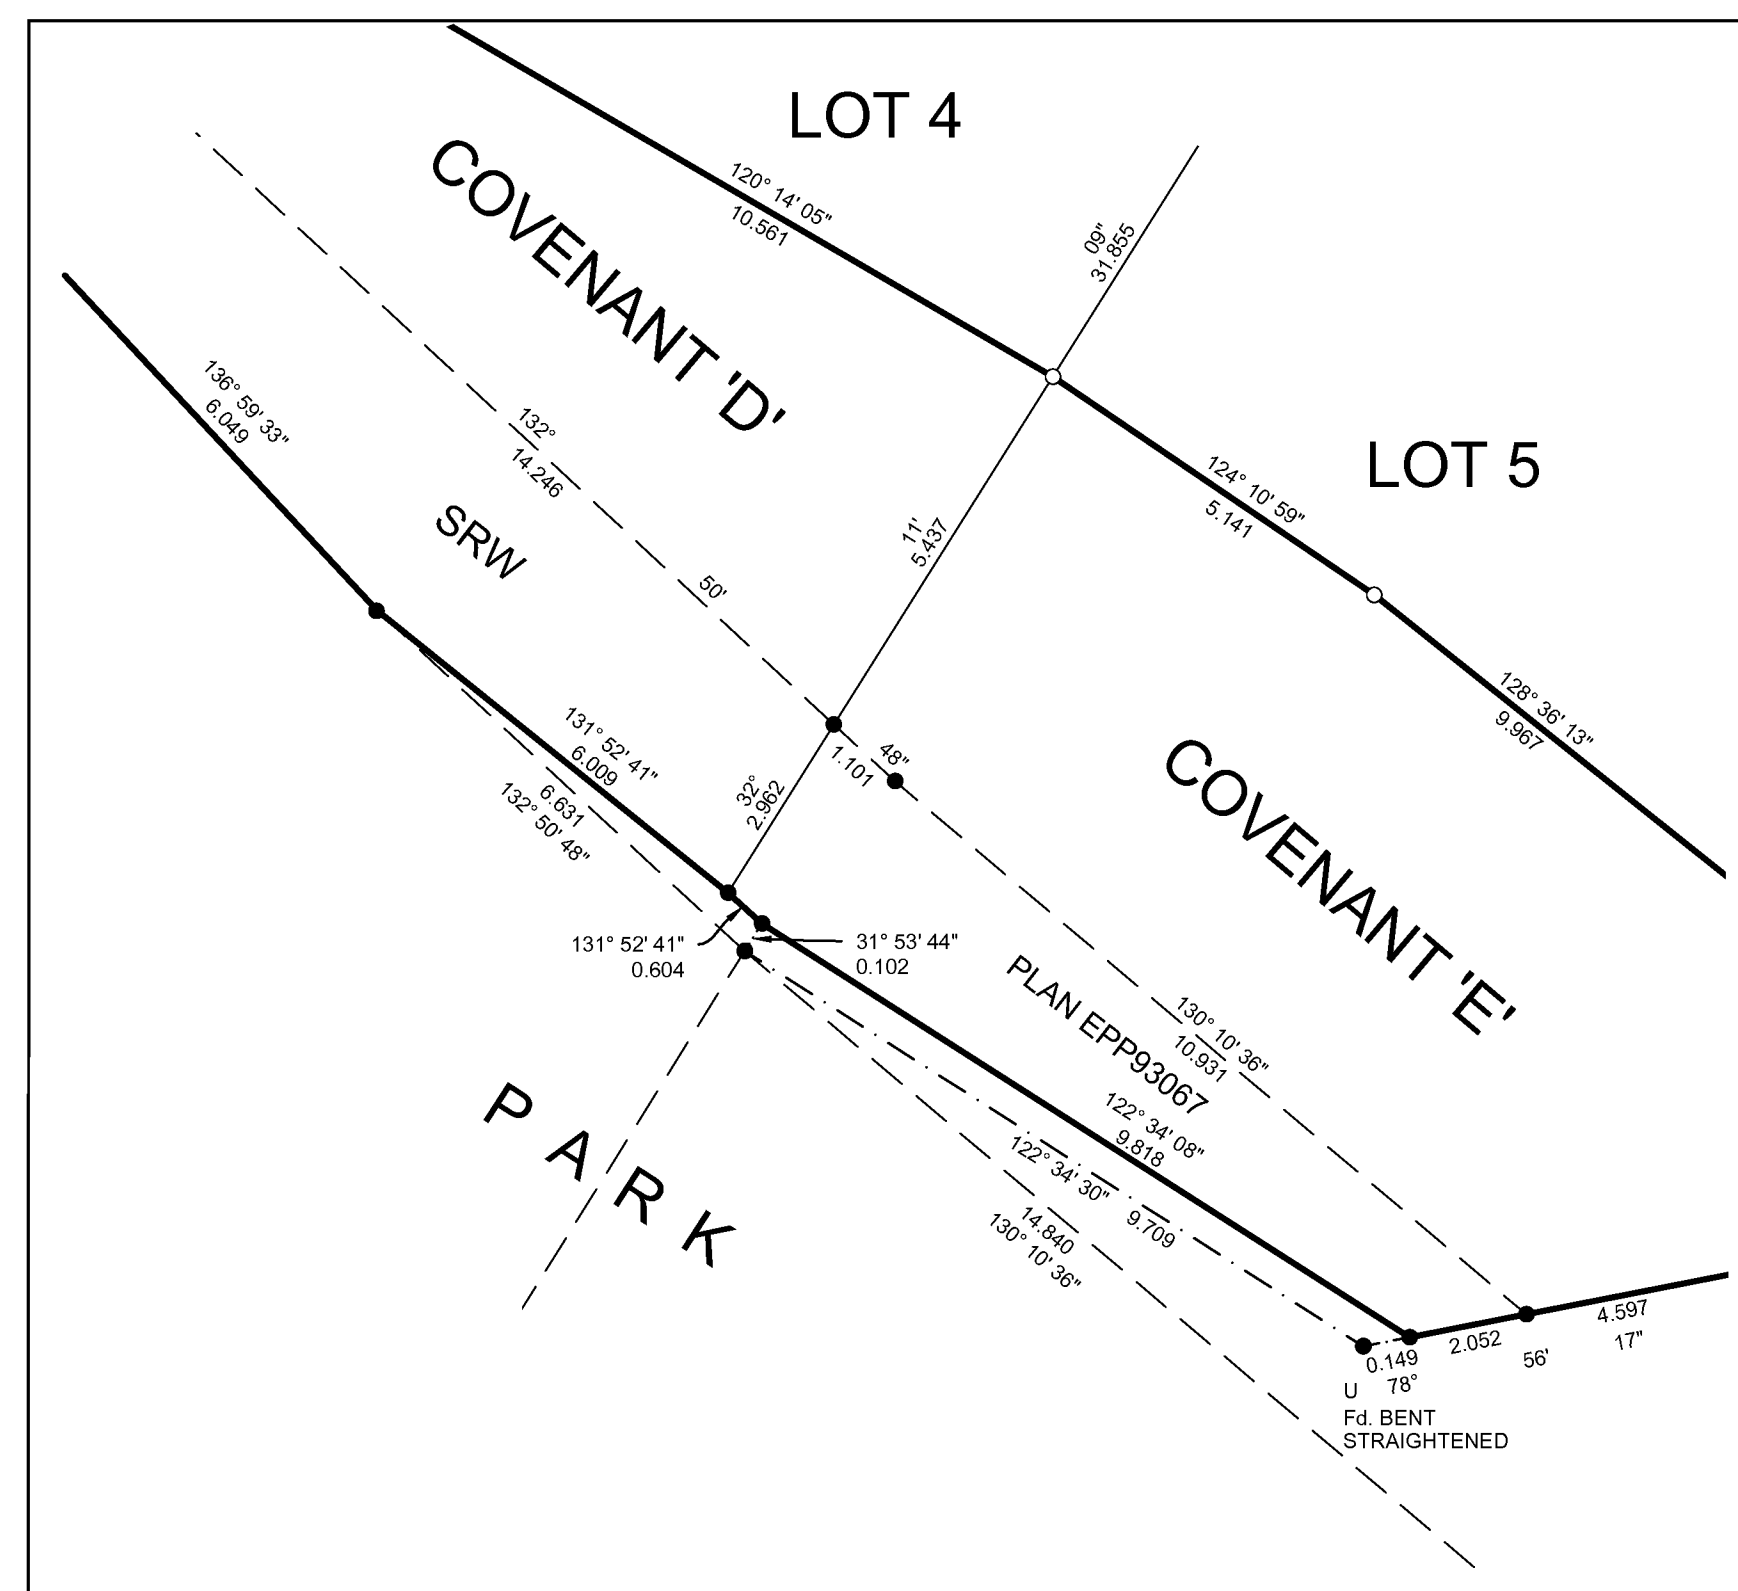 LOT 4
COVENANT 'D'
120° 14' 05"
10.561
09"
31.855
136° 59' 33"
6.049
132°
14.246
50'
48"
1.101
SRW
11'
5.437
LOT 5
124° 10' 59"
5.141
128° 36' 13"
9.967
131° 52' 41"
6.009
6.631
132° 50' 48"
32°
2.962
COVENANT 'E'
131° 52' 41"
0.604
31° 53' 44"
0.102
PLAN EPP93067
130° 10' 36"
10.931
122° 34' 08"
9.818
122° 34' 30"
9.709
14.840
130° 10' 36"
PARK
0.149
78°
2.052
56'
4.597
17"
U
Fd. BENT
STRAIGHTENED